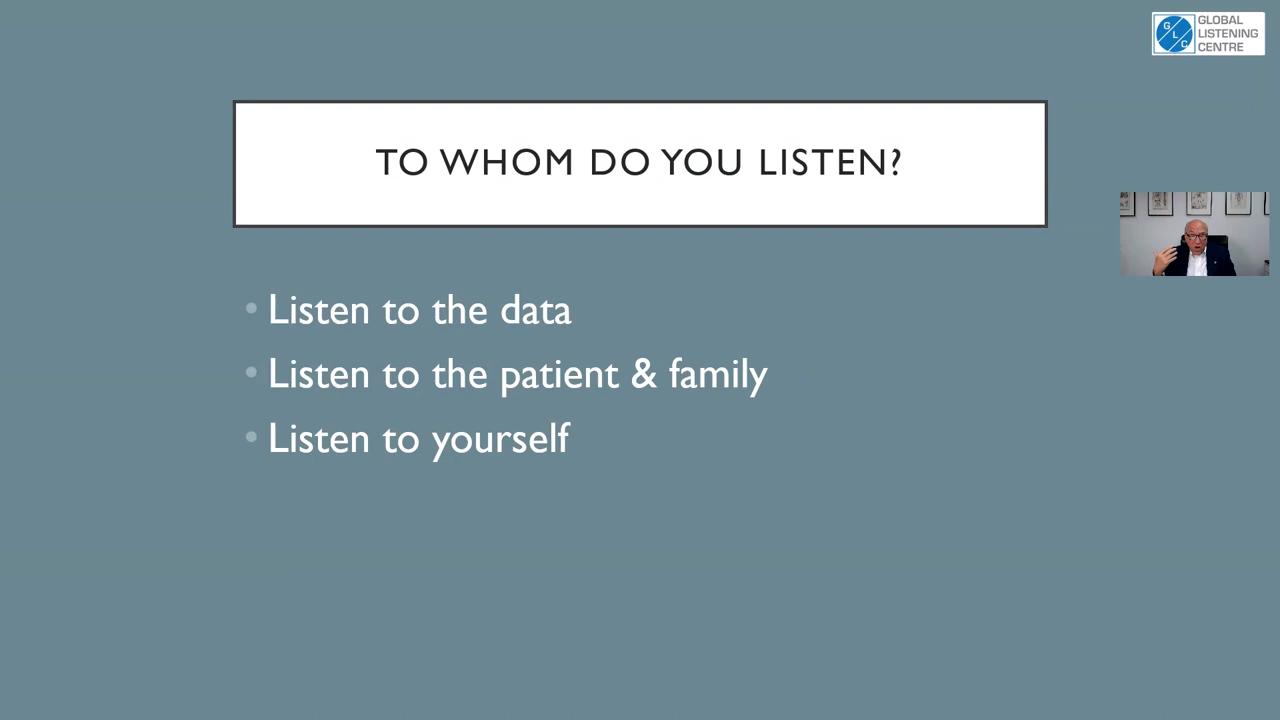 GLC
GLOBAL
LISTENING
CENTRE
TO WHOM DO YOU LISTEN?
• Listen to the data
• Listen to the patient & family
• Listen to yourself